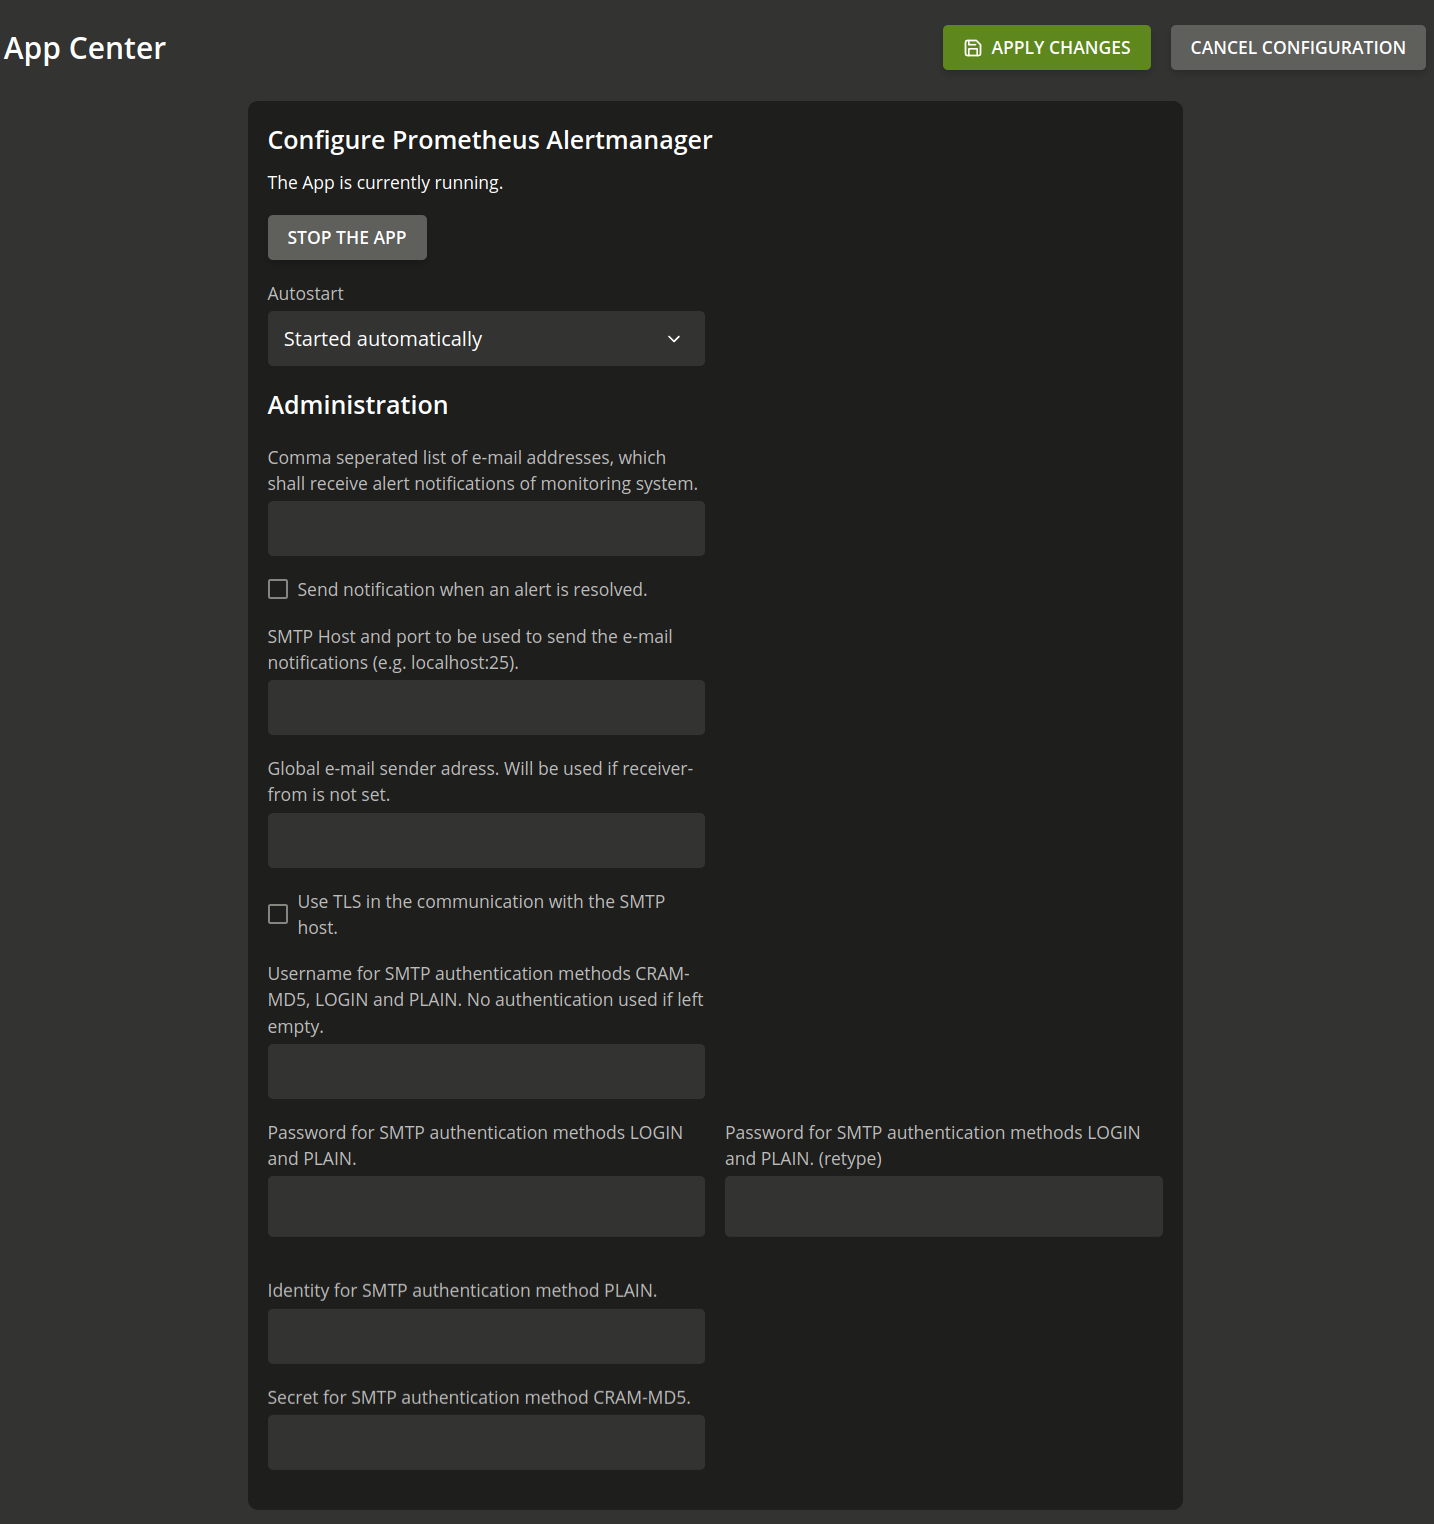 App Center
APPLY CHANGES
CANCEL CONFIGURATION
Configure Prometheus Alertmanager
The App is currently running.
STOP THE APP
Autostart
Started automatically
Administration
Comma seperated list of e-mail addresses, which
shall receive alert notifications of monitoring system.
Send notification when an alert is resolved.
SMTP Host and port to be used to send the e-mail
notifications (e.g. localhost:25).
Global e-mail sender adress. Will be used if receiver-
from is not set.
Use TLS in the communication with the SMTP
host.
Username for SMTP authentication methods CRAM-
MD5, LOGIN and PLAIN. No authentication used if left
empty.
Password for SMTP authentication methods LOGIN
and PLAIN.
Password for SMTP authentication methods LOGIN
and PLAIN. (retype)
Identity for SMTP authentication method PLAIN.
Secret for SMTP authentication method CRAM-MD5.